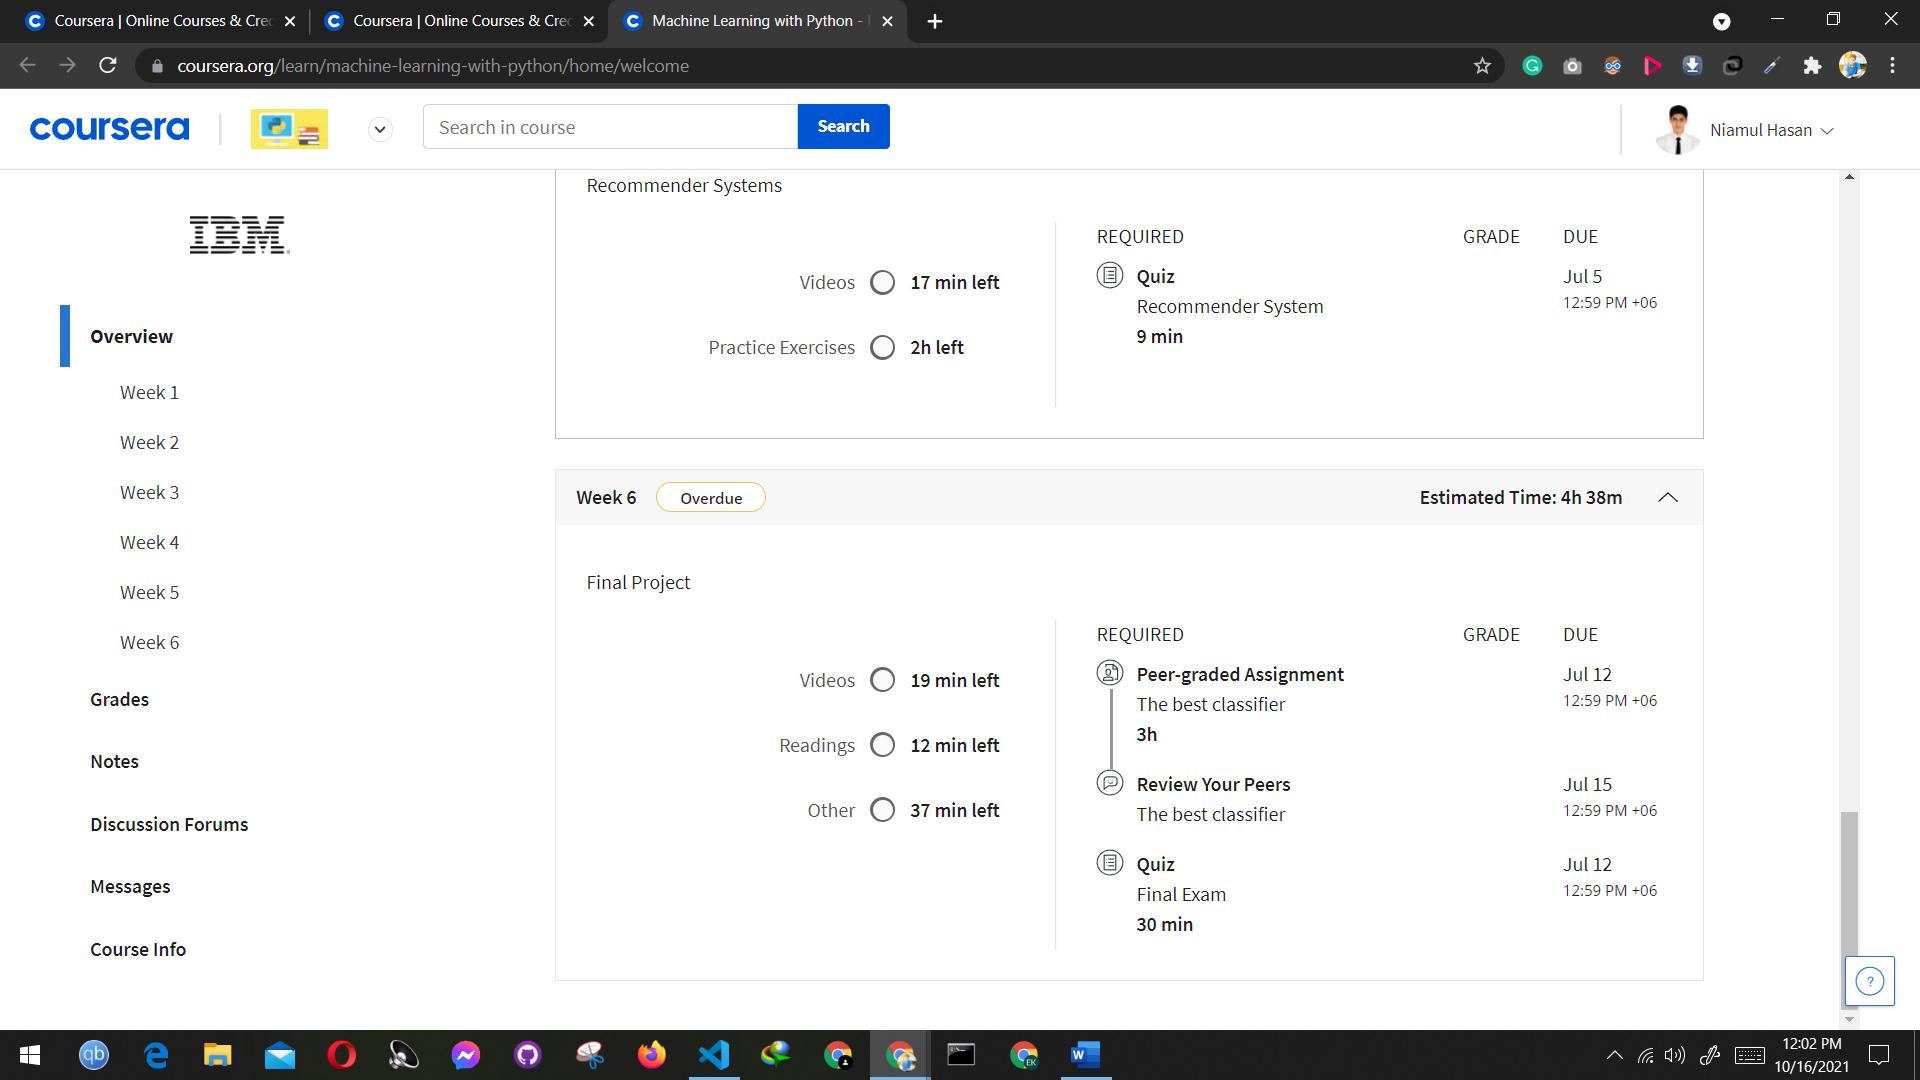 Coursera | Online Courses & Cre
Coursera | Online Courses & Cre
Machine Learning with Python -
coursera.org/learn/machine-learning-with-python/home/welcome
coursera
Search in course
Search
Niamul Hasan
IBM
Overview
Week 1
Week 2
Week 3
Week 4
Week 5
Week 6
Grades
Notes
Discussion Forums
Messages
Course Info
Recommender Systems
Videos 17 min left
Practice Exercises 2h left
REQUIRED GRADE DUE
Quiz Jul 5
12:59 PM +06
Recommender System
9 min
Week 6 Overdue Estimated Time: 4h 38m
Final Project
Videos 19 min left
Readings 12 min left
Other 37 min left
REQUIRED GRADE DUE
Peer-graded Assignment Jul 12
The best classifier 12:59 PM +06
3h
Review Your Peers Jul 15
The best classifier 12:59 PM +06
Quiz Jul 12
Final Exam 12:59 PM +06
30 min
?
qb
EK
W
12:02 PM
10/16/2021